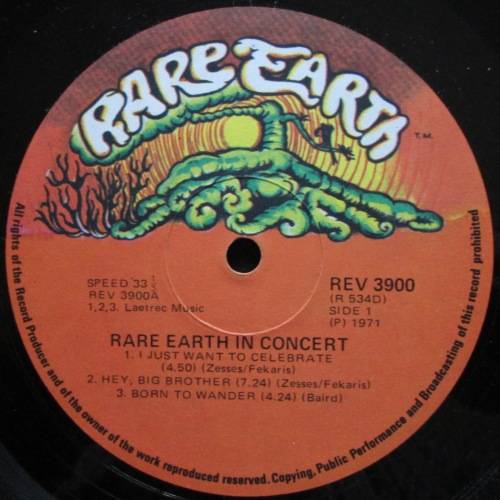 RARE EARTH
T.M.
SPEED 33 1/3
REV 3900A
1,2,3. Laetrec Music
REV 3900
(R 534D)
SIDE 1
(P) 1971
RARE EARTH IN CONCERT
1. I JUST WANT TO CELEBRATE
(4.50) (Zesses/Fekaris)
2. HEY, BIG BROTHER (7.24) (Zesses/Fekaris)
3. BORN TO WANDER (4.24) (Baird)
All rights of the Record Producer and of the owner of the work reproduced reserved. Copying, Public Performance and Broadcasting of this record prohibited